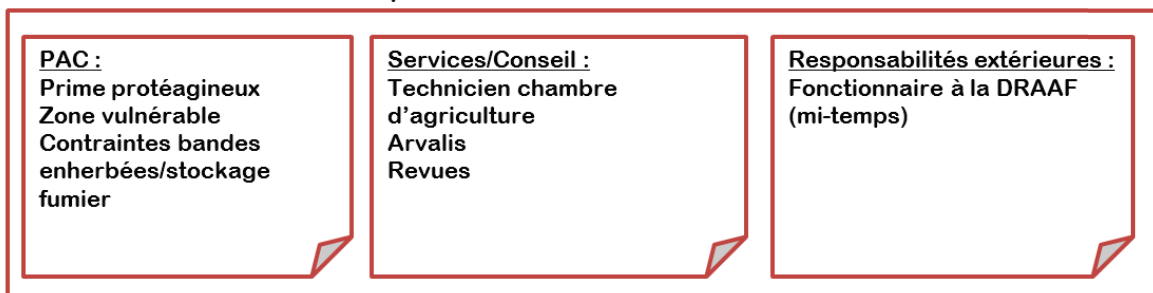 PAC :
Prime protéagineux
Zone vulnérable
Contraintes bandes
enherbées/stockage
fumier
Services/Conseil :
Technicien chambre
d'agriculture
Arvalis
Revues
Responsabilités extérieures :
Fonctionnaire à la DRAAF
(mi-temps)